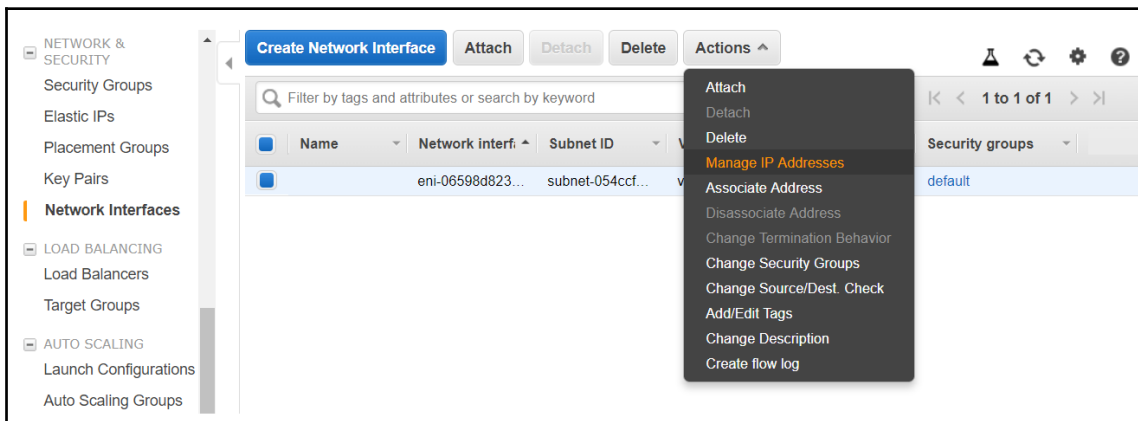 NETWORK &
SECURITY
Security Groups
Elastic IPs
Placement Groups
Key Pairs
Network Interfaces
LOAD BALANCING
Load Balancers
Target Groups
AUTO SCALING
Launch Configurations
Auto Scaling Groups
Create Network Interface Attach Detach Delete Actions
Filter by tags and attributes or search by keyword
1 to 1 of 1
Name Network interf Subnet ID V Security groups
eni-06598d823... subnet-054ccf... v default
Attach
Detach
Delete
Manage IP Addresses
Associate Address
Disassociate Address
Change Termination Behavior
Change Security Groups
Change Source/Dest. Check
Add/Edit Tags
Change Description
Create flow log